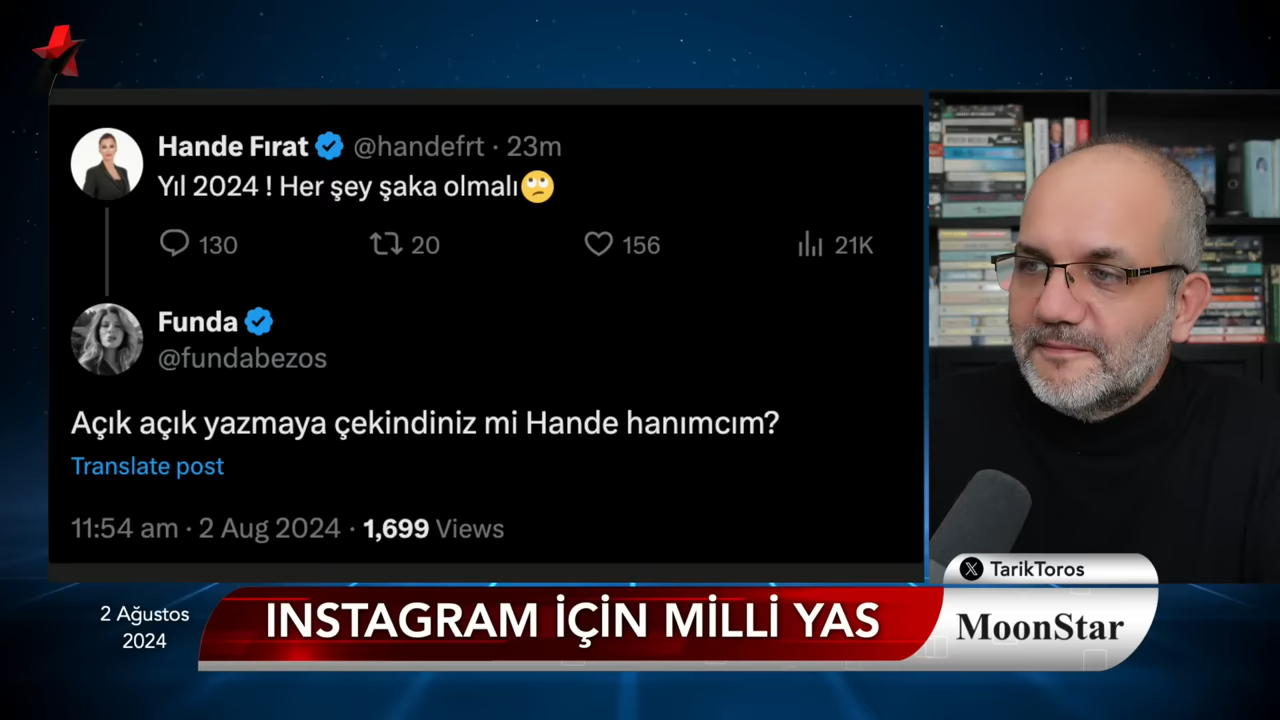 Hande Fırat @handefrt · 23m
Yıl 2024 ! Her şey şaka olmalı🙄
130 20 156 21K
Funda
@fundabezos
Açık açık yazmaya çekindiniz mi Hande hanımcım?
Translate post
11:54 am · 2 Aug 2024 · 1,699 Views
X TarikToros
2 Ağustos
2024
INSTAGRAM İÇİN MİLLİ YAS
MoonStar